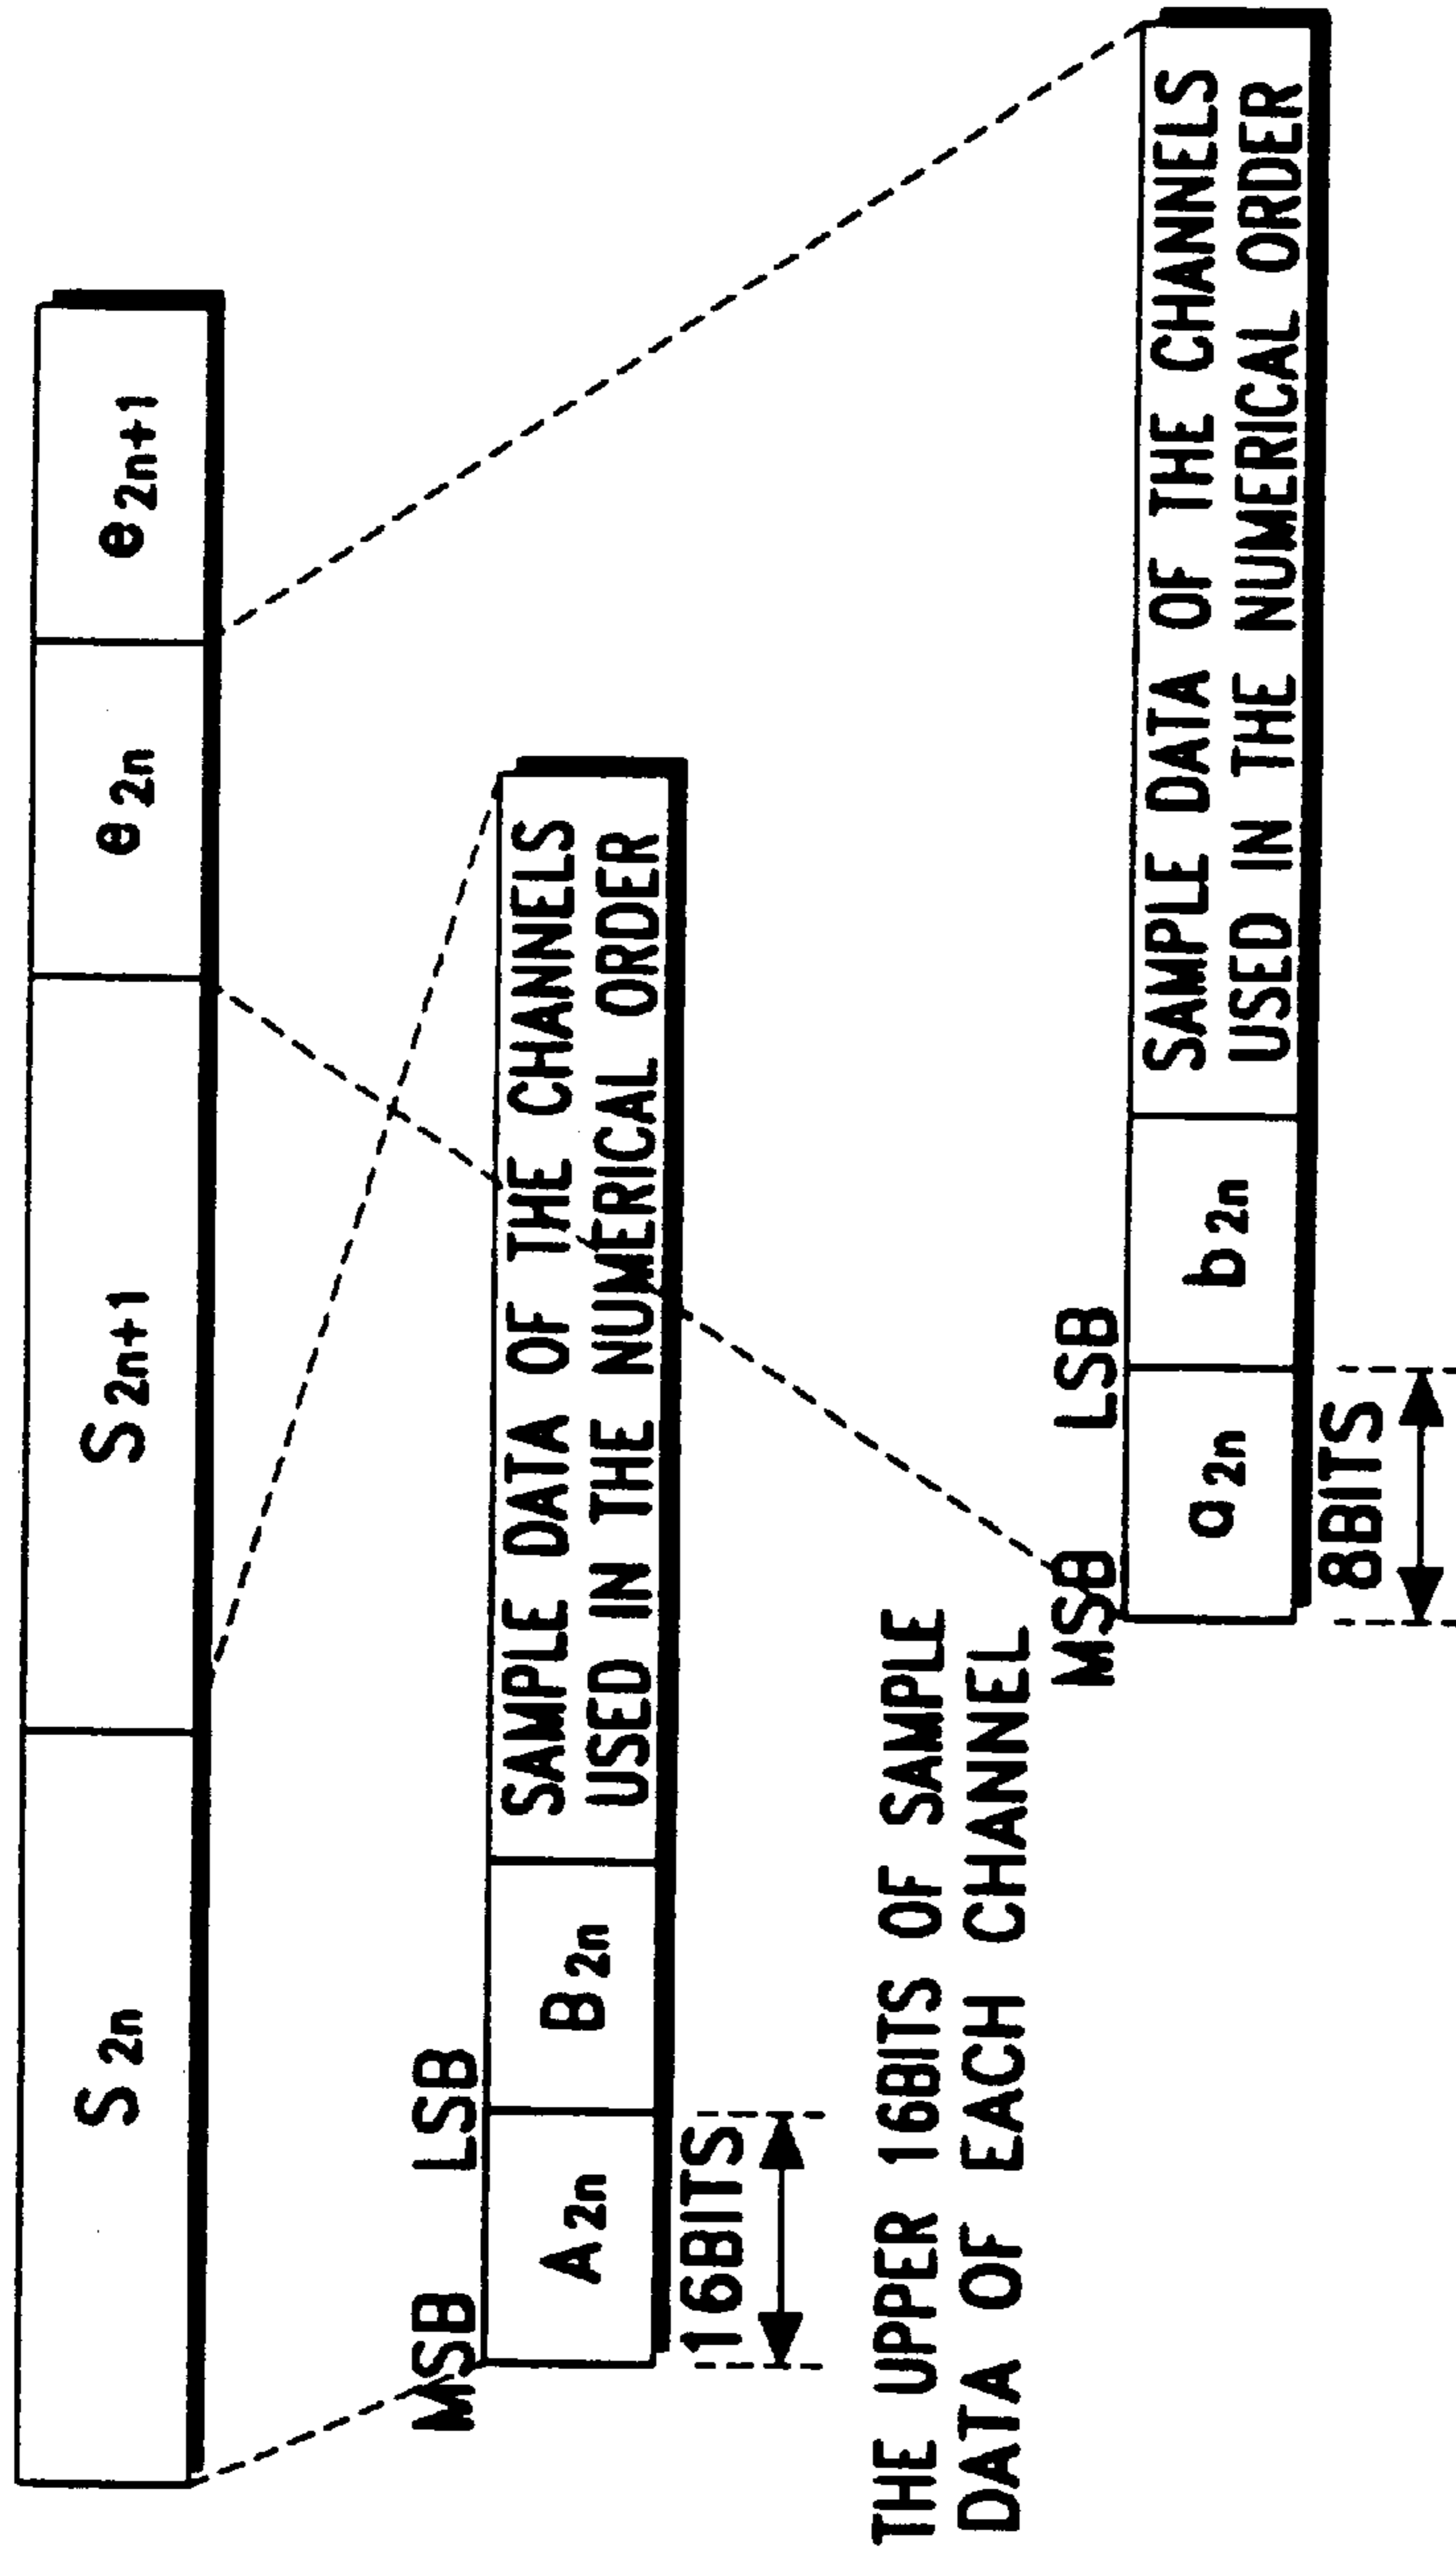 S2n S2n+1 e2n e2n+1
MSB LSB
A2n B2n SAMPLE DATA OF THE CHANNELS
USED IN THE NUMERICAL ORDER
16BITS
THE UPPER 16BITS OF SAMPLE
DATA OF EACH CHANNEL
MSB LSB
a2n b2n SAMPLE DATA OF THE CHANNELS
USED IN THE NUMERICAL ORDER
8BITS